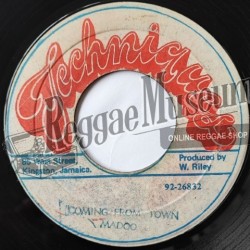 Techniques
Reggae Museum
ONLINE REGGAE SHOP
Kingston, Jamaica.
Produced by
W. Riley
92-26832
COMING FROM TOWN
MADOO